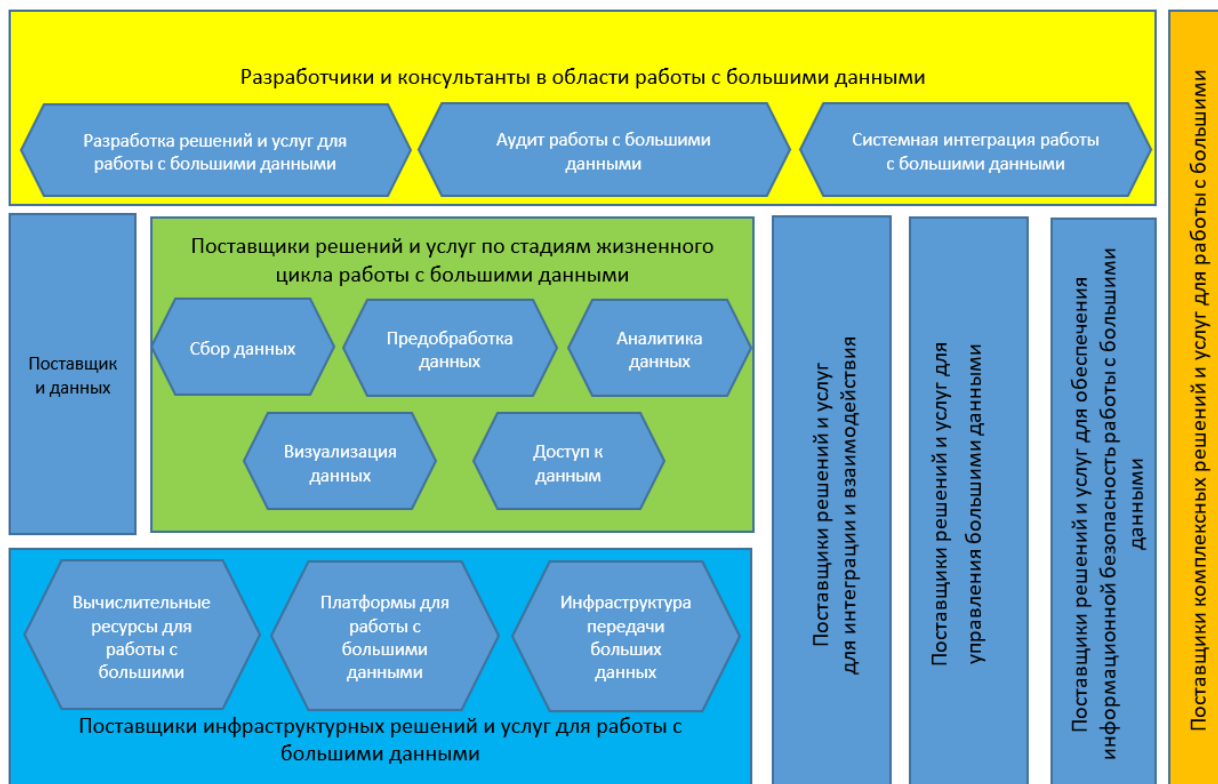 Разработчики и консультанты в области работы с большими данными
Разработка решений и услуг для
работы с большими данными
Аудит работы с большими
данными
Системная интеграция работы
с большими данными
Поставщик
и данных
Поставщики решений и услуг по стадиям жизненного
цикла работы с большими данными
Сбор данных
Предобработка
данных
Аналитика
данных
Визуализация
данных
Доступ к
данным
Вычислительные
ресурсы для
работы с
большими
Платформы для
работы с
большими
данными
Инфраструктура
передачи
больших
данных
Поставщики инфраструктурных решений и услуг для работы с
большими данными
Поставщики решений и услуг
для интеграции и взаимодействия
Поставщики решений и услуг для
управления большими данными
Поставщики решений и услуг для обеспечения
информационной безопасность работы с большими
данными
Поставщики комплексных решений и услуг для работы с большими